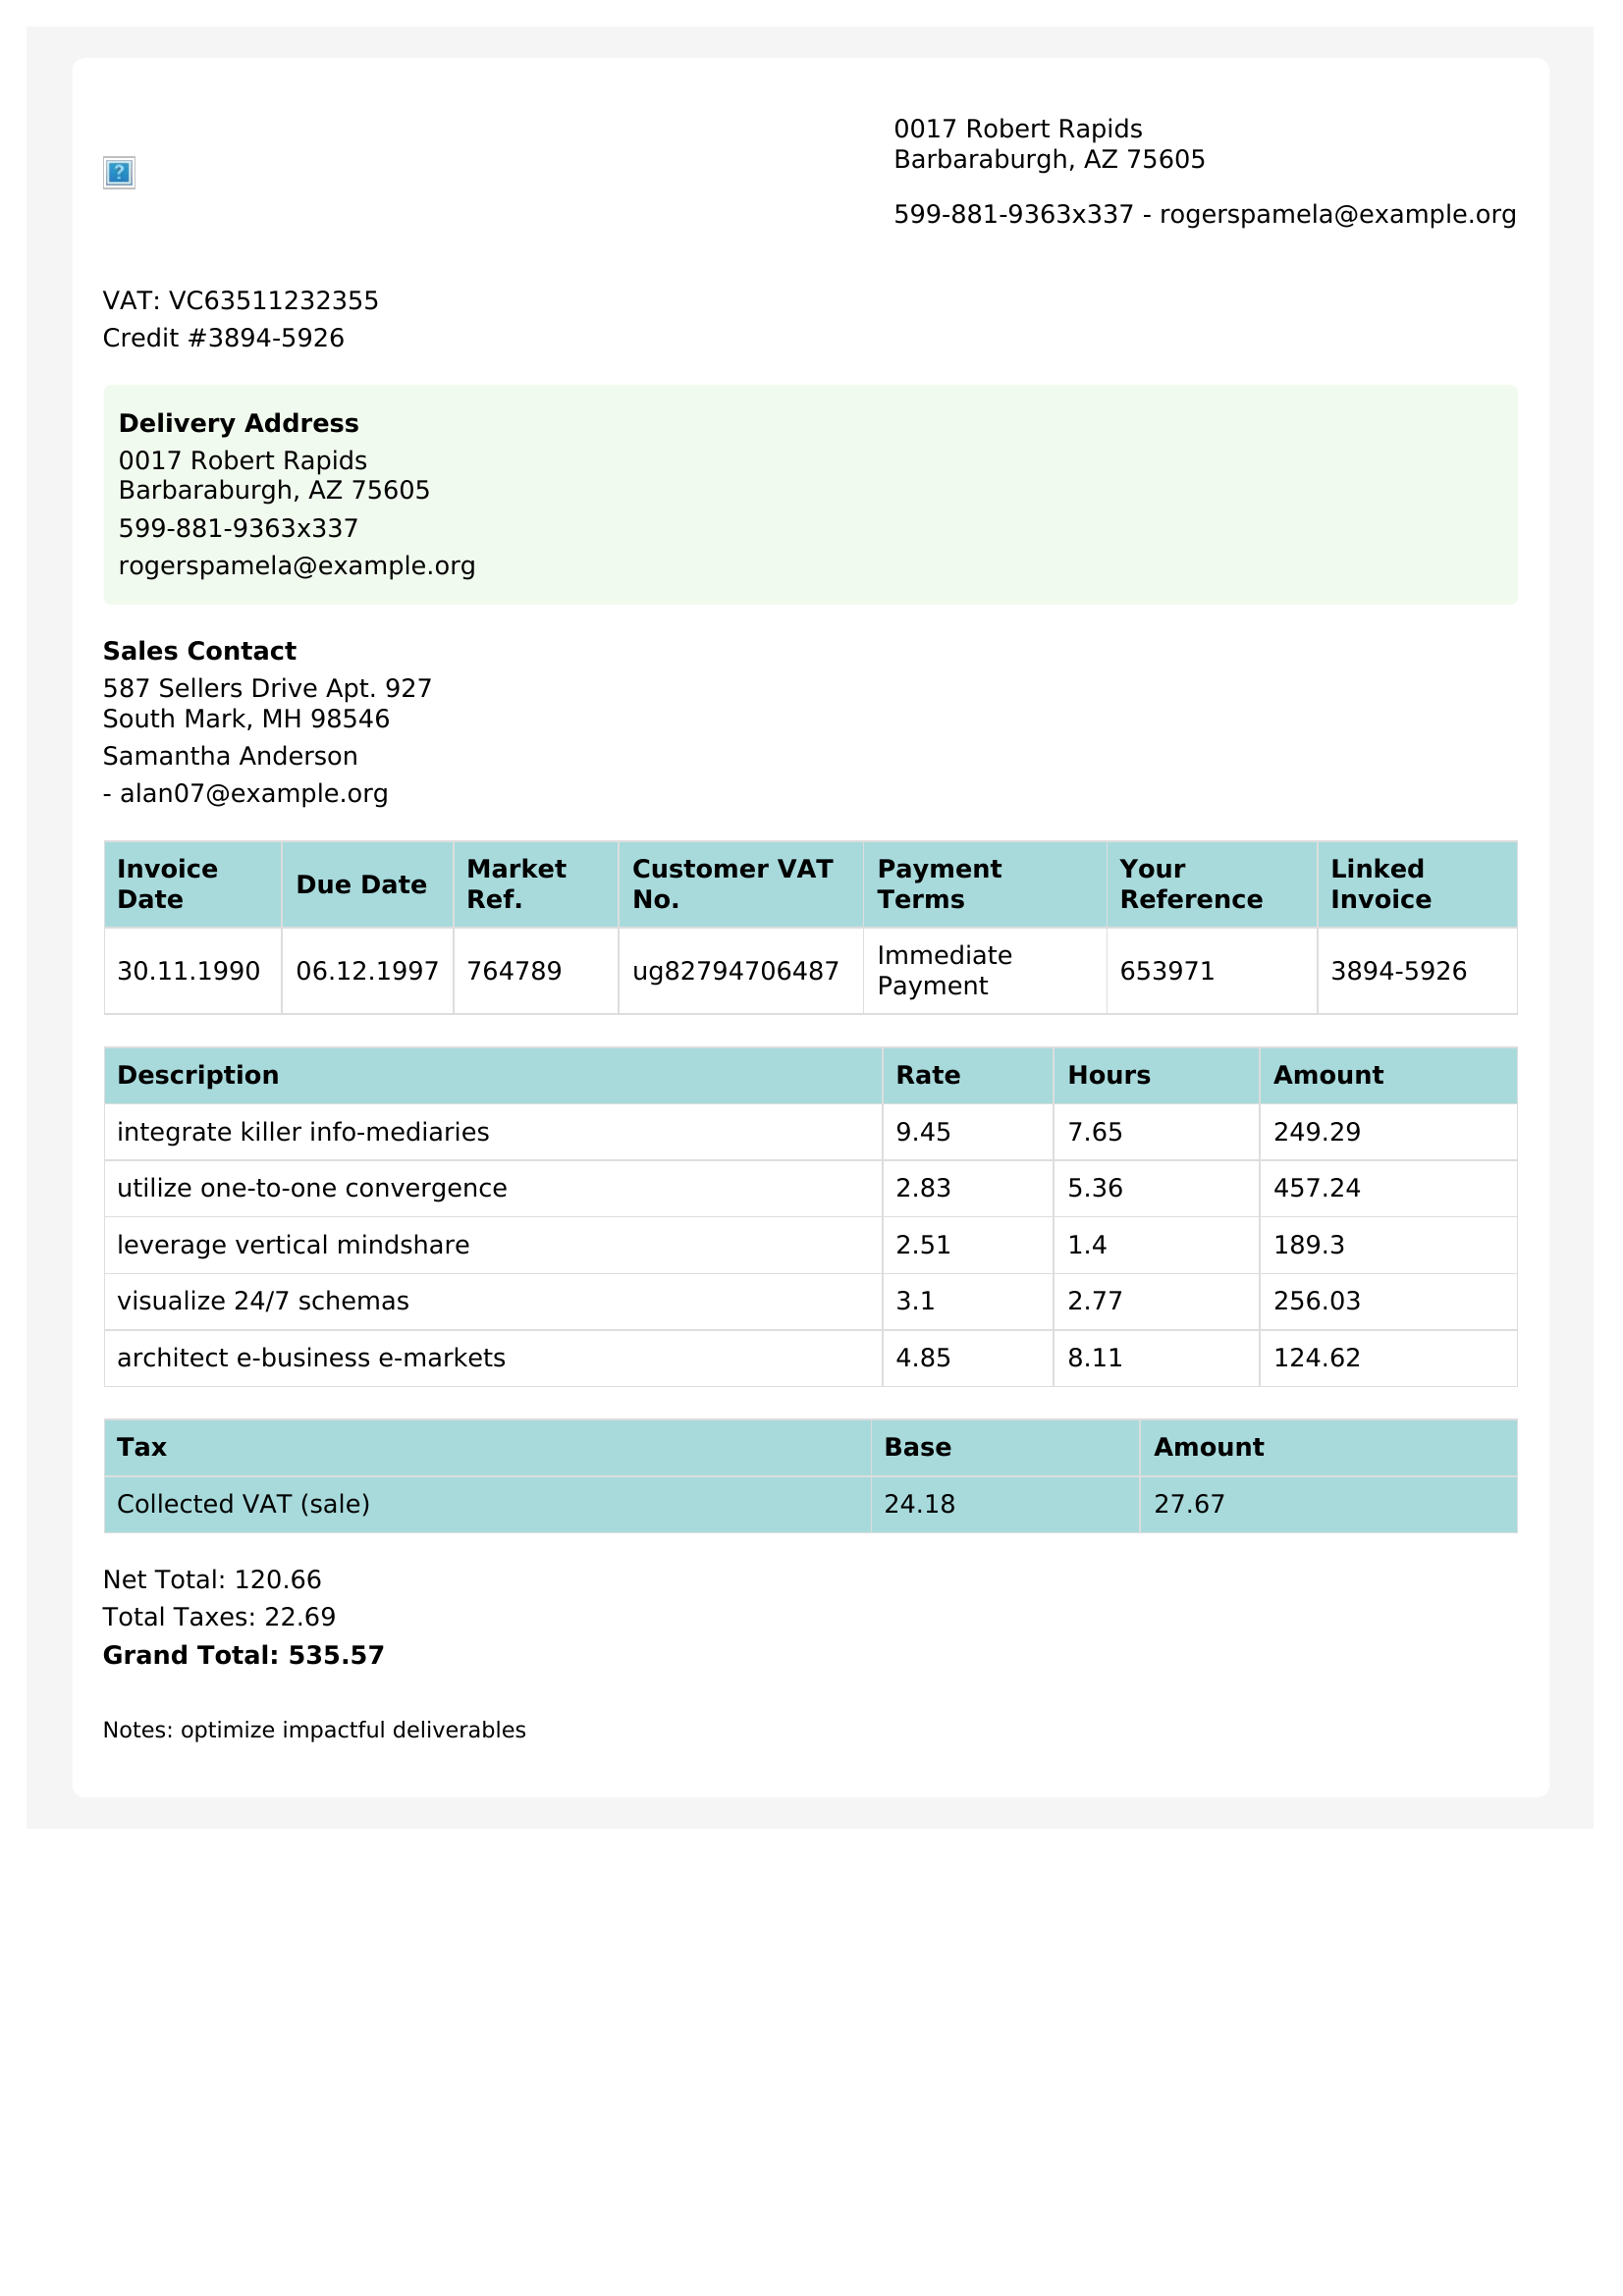 0017 Robert Rapids
Barbaraburgh, AZ 75605
599-881-9363x337 - rogerspamela@example.org
VAT: VC63511232355
Credit #3894-5926
Delivery Address
0017 Robert Rapids
Barbaraburgh, AZ 75605
599-881-9363x337
rogerspamela@example.org
Sales Contact
587 Sellers Drive Apt. 927
South Mark, MH 98546
Samantha Anderson
- alan07@example.org
Invoice Date Due Date Market Ref. Customer VAT No. Payment Terms Your Reference Linked Invoice
30.11.1990 06.12.1997 764789 ug82794706487 Immediate Payment 653971 3894-5926
Description Rate Hours Amount
integrate killer info-mediaries 9.45 7.65 249.29
utilize one-to-one convergence 2.83 5.36 457.24
leverage vertical mindshare 2.51 1.4 189.3
visualize 24/7 schemas 3.1 2.77 256.03
architect e-business e-markets 4.85 8.11 124.62
Tax Base Amount
Collected VAT (sale) 24.18 27.67
Net Total: 120.66
Total Taxes: 22.69
Grand Total: 535.57
Notes: optimize impactful deliverables